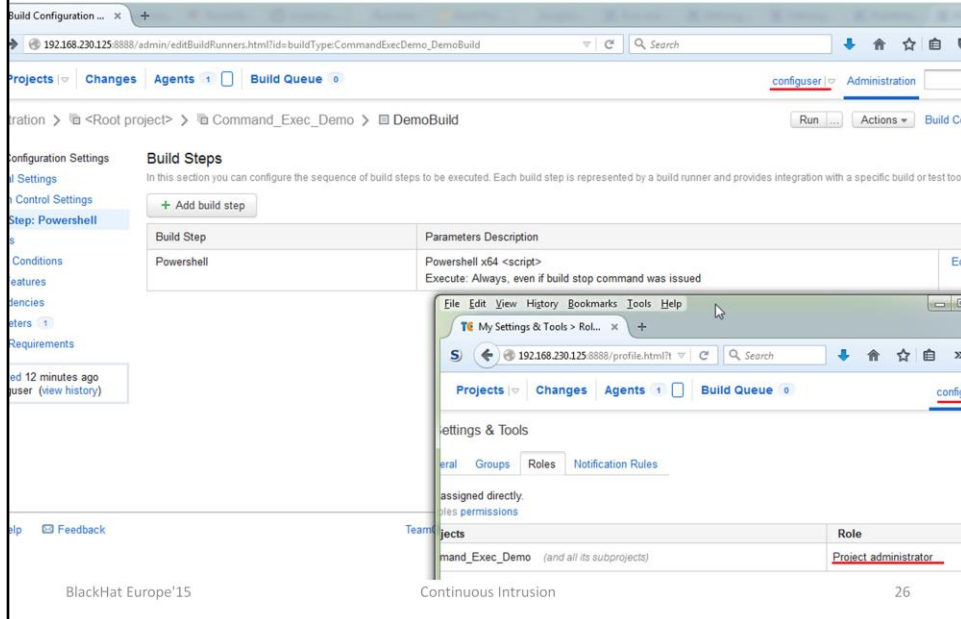 Build Configuration ... × +
192.168.230.125:8888/admin/editBuildRunners.html?id=buildType:CommandExecDemo_DemoBuild Search
Projects Changes Agents 1 Build Queue 0 configuser Administration
tration > <Root project> > Command_Exec_Demo > DemoBuild Run ... Actions Build C
onfiguration Settings
Build Steps
al Settings
In this section you can configure the sequence of build steps to be executed. Each build step is represented by a build runner and provides integration with a specific build or test too
n Control Settings
+ Add build step
Step: Powershell
s
Build Step Parameters Description
Conditions
Powershell Powershell x64 <script> E
Execute: Always, even if build stop command was issued
eatures
dencies
eters 1
Requirements
ed 12 minutes ago
guser (view history)
File Edit View History Bookmarks Tools Help
My Settings & Tools > Rol... × +
192.168.230.125:8888/profile.html?t Search
Projects Changes Agents 1 Build Queue 0 config
ettings & Tools
eral Groups Roles Notification Rules
assigned directly.
oles permissions
jects Role
mand_Exec_Demo (and all its subprojects) Project administrator
elp Feedback Team
BlackHat Europe'15 Continuous Intrusion 26